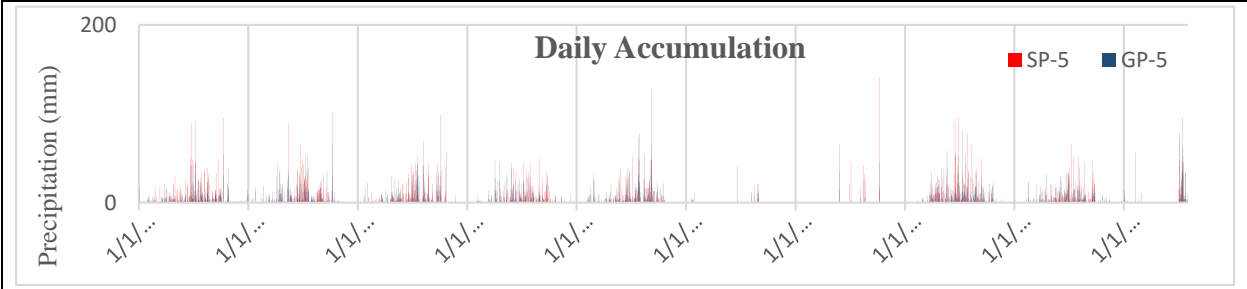 200
Daily Accumulation
SP-5 GP-5
Precipitation (mm)
0
1/1/... 1/1/... 1/1/... 1/1/... 1/1/... 1/1/... 1/1/... 1/1/... 1/1/... 1/1/...